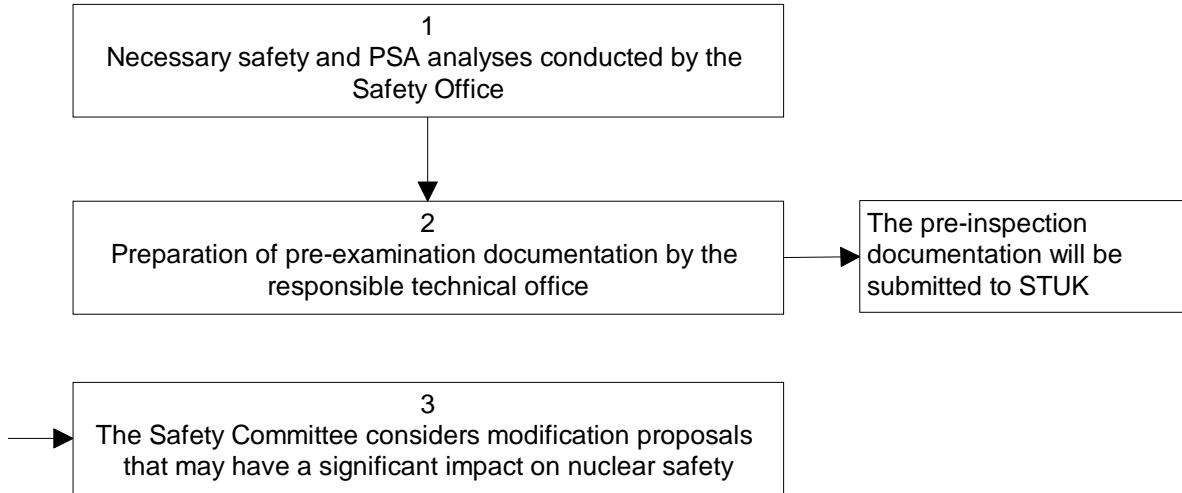 1
Necessary safety and PSA analyses conducted by the
Safety Office
2
Preparation of pre-examination documentation by the
responsible technical office
The pre-inspection
documentation will be
submitted to STUK
3
The Safety Committee considers modification proposals
that may have a significant impact on nuclear safety